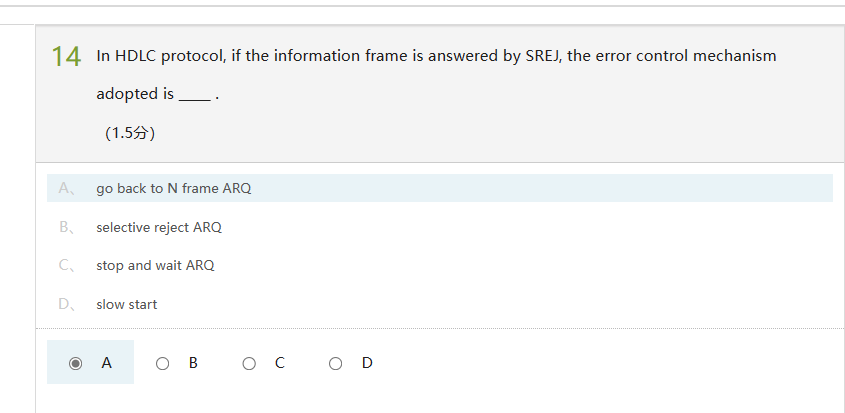 14 In HDLC protocol, if the information frame is answered by SREJ, the error control mechanism
adopted is ____ .
(1.5分)
A、 go back to N frame ARQ
B、 selective reject ARQ
C、 stop and wait ARQ
D、 slow start
A B C D